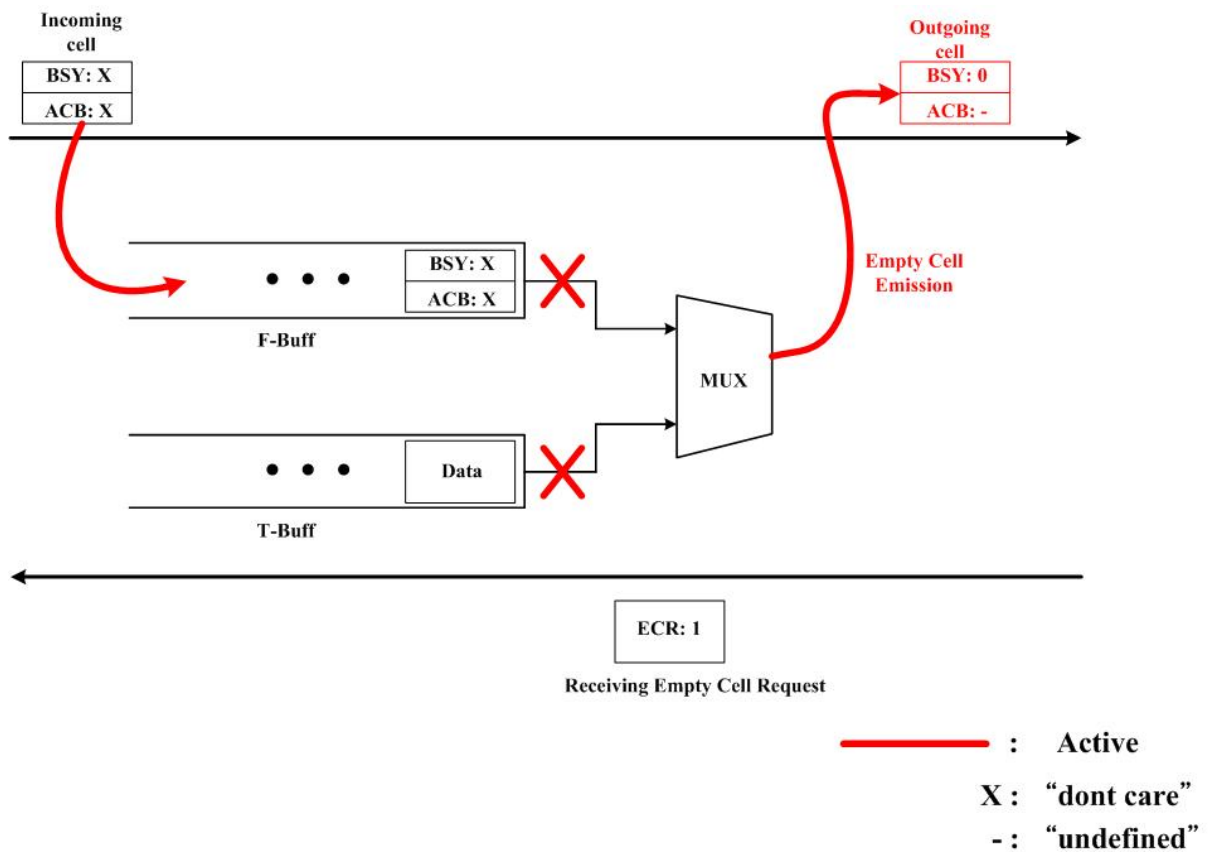 Incoming
cell
BSY: X
ACB: X
Outgoing
cell
BSY: 0
ACB: -
BSY: X
ACB: X
F-Buff
Empty Cell
Emission
MUX
Data
T-Buff
ECR: 1
Receiving Empty Cell Request
: Active
X : “dont care”
- : “undefined”